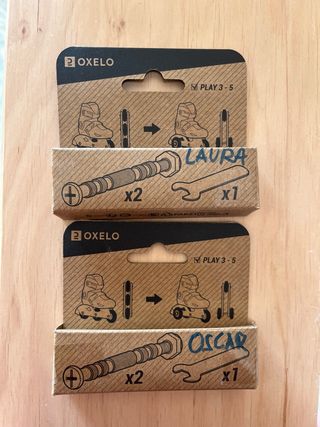 OXELO
PLAY 3 - 5
LAURA
x2
x1
OXELO
PLAY 3 - 5
OSCAR
x2
x1